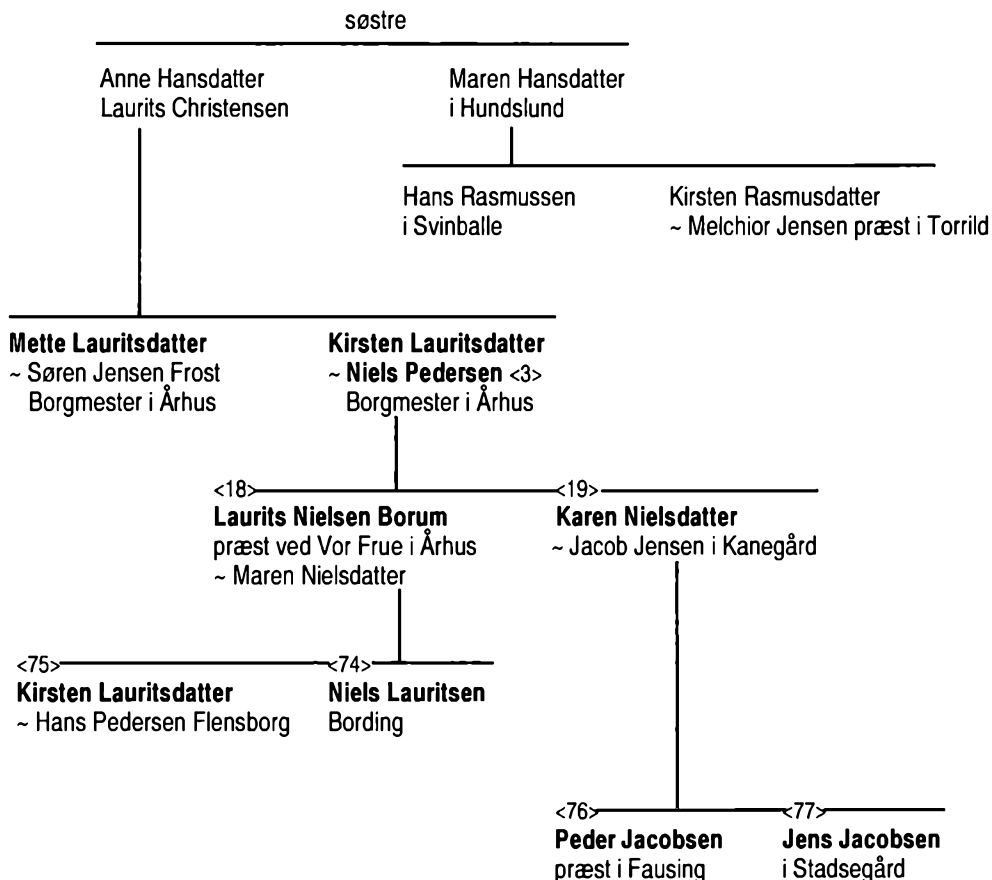 søstre
Anne Hansdatter
Laurits Christensen
Maren Hansdatter
i Hundslund
Hans Rasmussen
i Svinballe
Kirsten Rasmusdatter
~ Melchior Jensen præst i Torrild
Mette Lauritsdatter
~ Søren Jensen Frost
Borgmester i Århus
Kirsten Lauritsdatter
~ Niels Pedersen <3>
Borgmester i Århus
<18>
Laurits Nielsen Borum
præst ved Vor Frue i Århus
~ Maren Nielsdatter
<19>
Karen Nielsdatter
~ Jacob Jensen i Kanegård
<75>
Kirsten Lauritsdatter
~ Hans Pedersen Flensborg
<74>
Niels Lauritsen
Bording
<76>
Peder Jacobsen
præst i Fausing
<77>
Jens Jacobsen
i Stadsegård